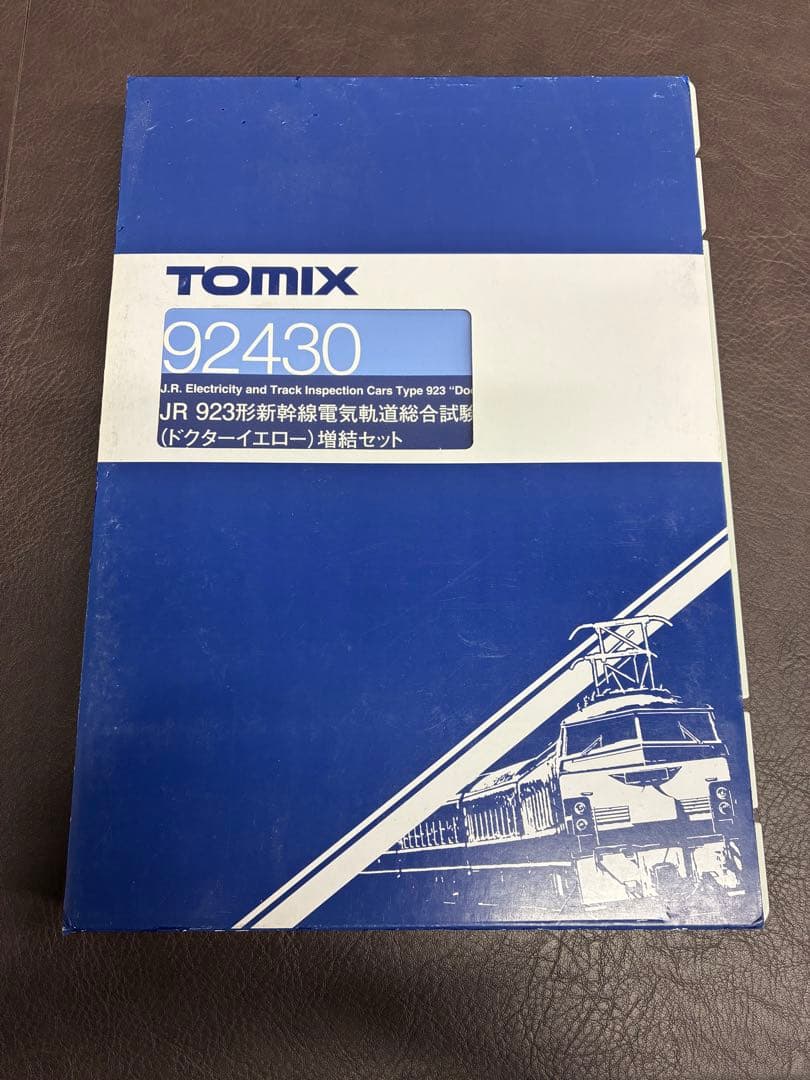 TOMIX
92430
J.R. Electricity and Track Inspection Cars Type 923 "Do
JR 923形新幹線電気軌道総合試験
(ドクターイエロー)増結セット